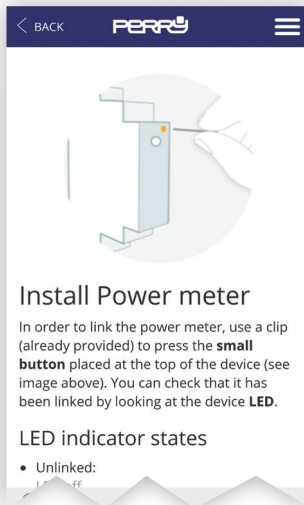 < BACK PERRY
Install Power meter
In order to link the power meter, use a clip
(already provided) to press the small
button placed at the top of the device (see
image above). You can check that it has
been linked by looking at the device LED.
LED indicator states
• Unlinked: